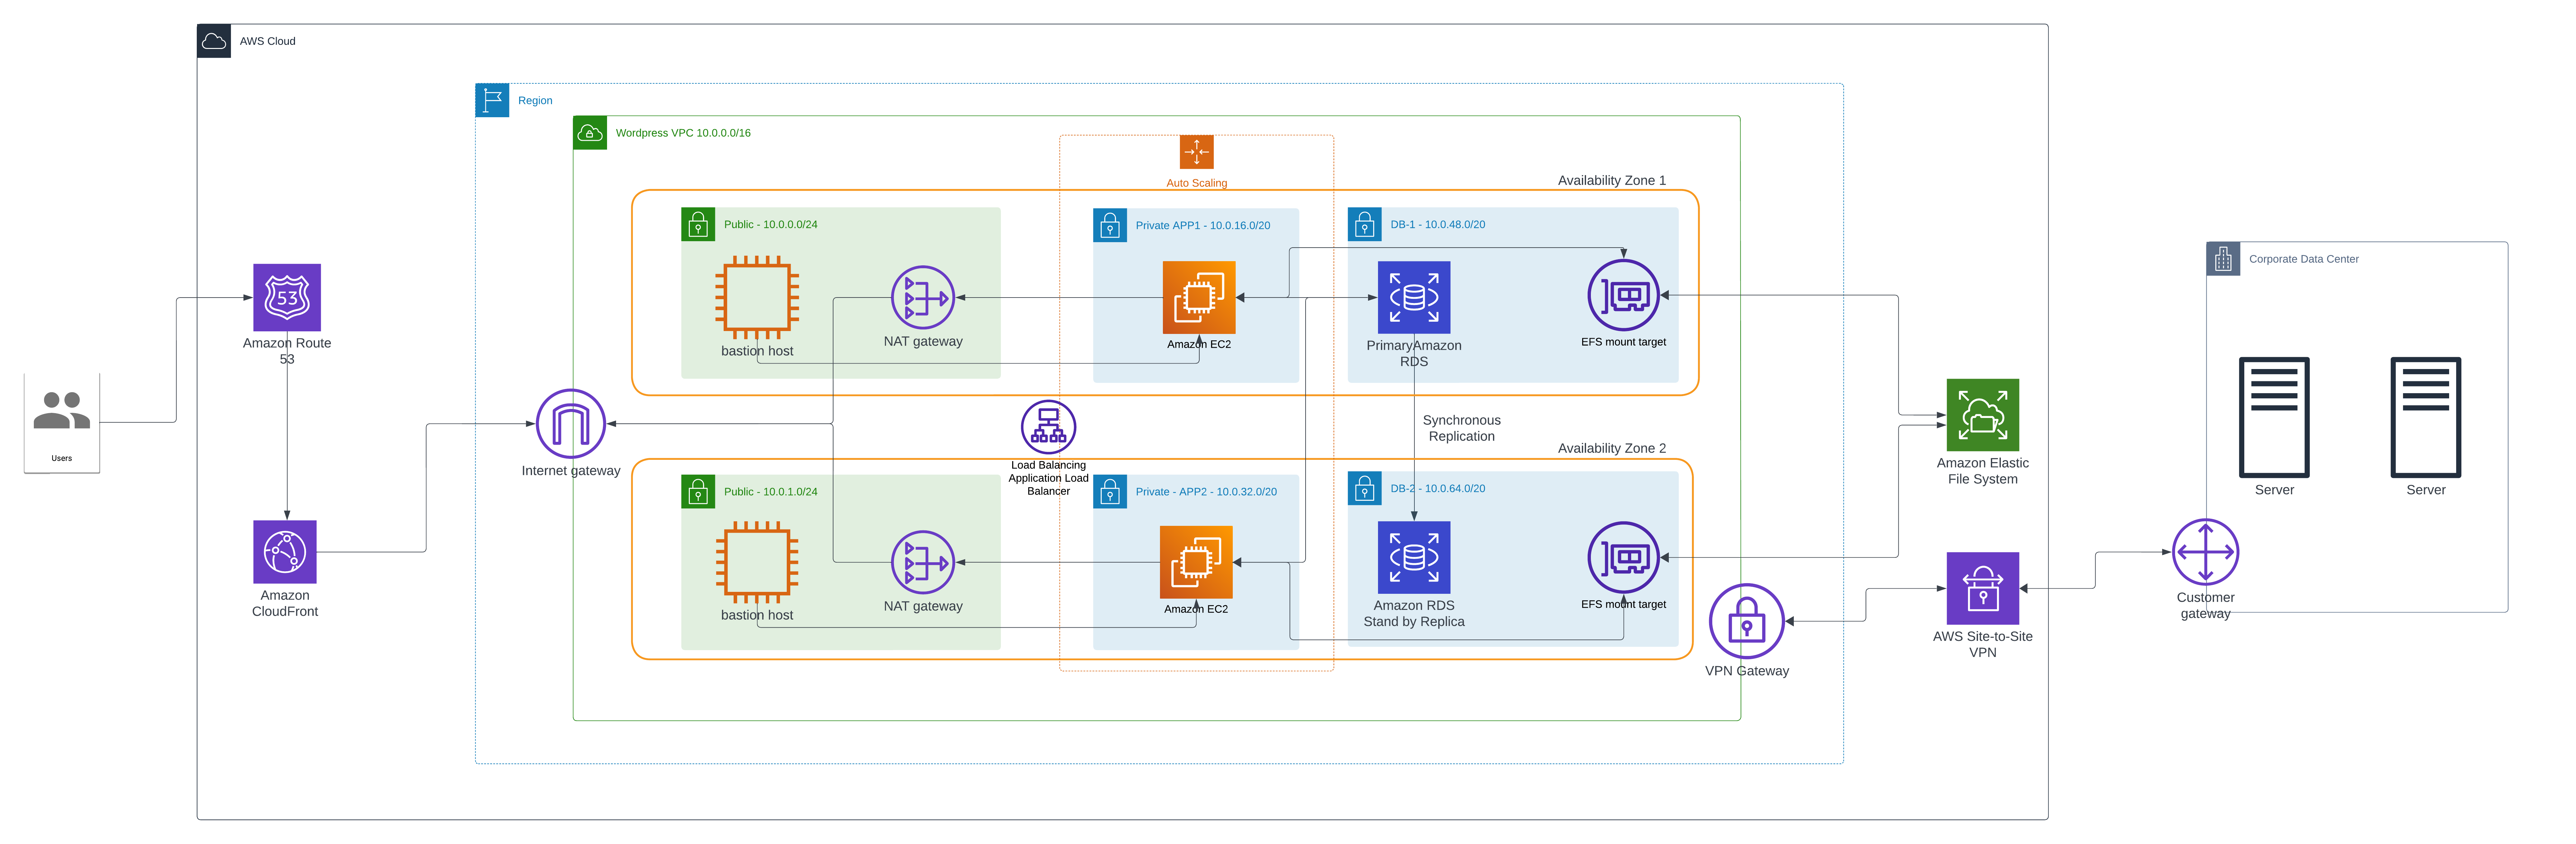 AWS Cloud
Region
Wordpress VPC 10.0.0.0/16
Auto Scaling
Availability Zone 1
Public - 10.0.0.0/24
Private APP1 - 10.0.16.0/20
DB-1 - 10.0.48.0/20
Corporate Data Center
53
Amazon Route
53
bastion host
NAT gateway
Amazon EC2
PrimaryAmazon
RDS
EFS mount target
Users
Internet gateway
Load Balancing
Application Load
Balancer
Synchronous
Replication
Availability Zone 2
Amazon Elastic
File System
Server
Server
Public - 10.0.1.0/24
Private - APP2 - 10.0.32.0/20
DB-2 - 10.0.64.0/20
Amazon
CloudFront
bastion host
NAT gateway
Amazon EC2
Amazon RDS
Stand by Replica
EFS mount target
VPN Gateway
AWS Site-to-Site
VPN
Customer
gateway